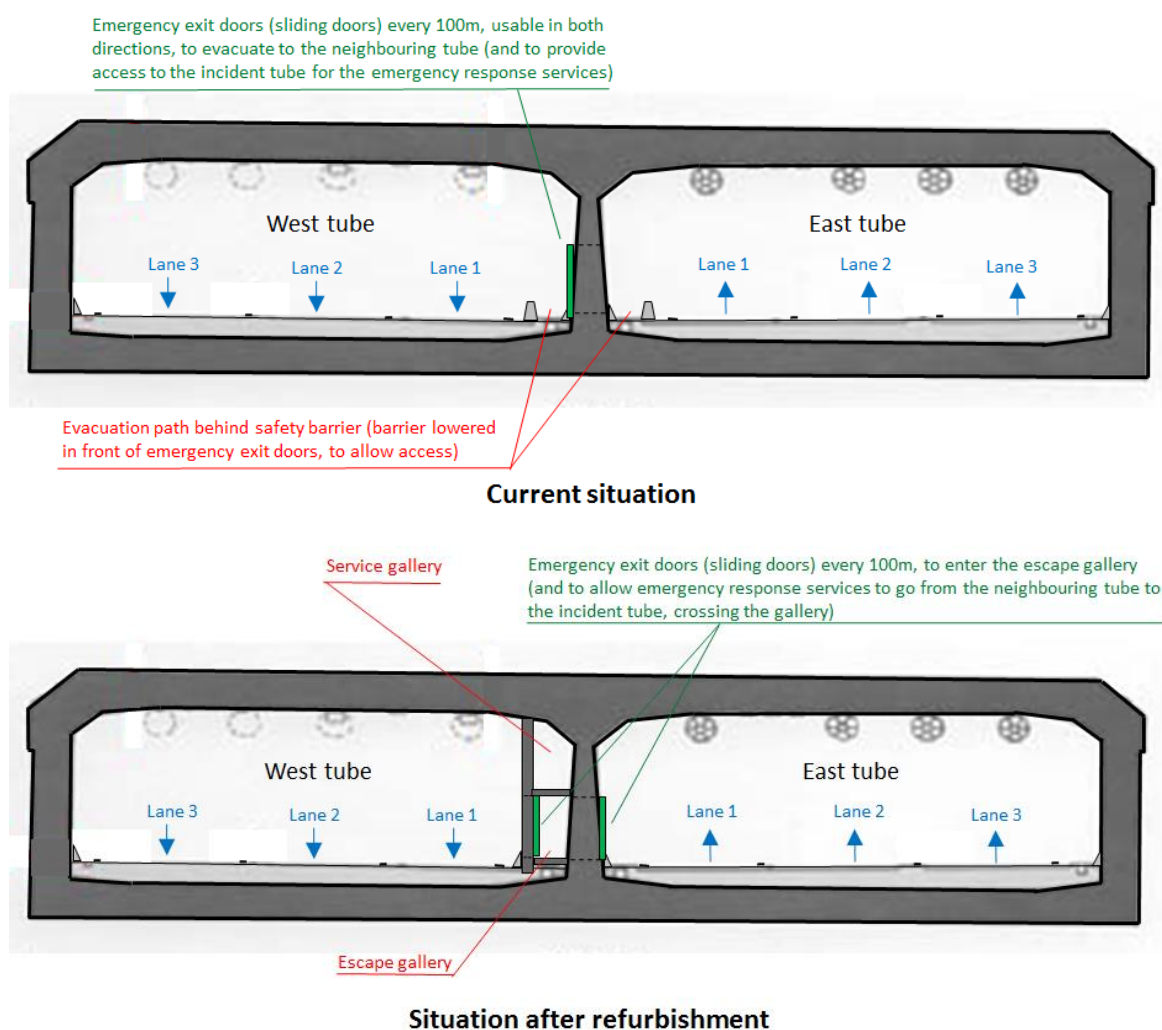 Emergency exit doors (sliding doors) every 100m, usable in both
directions, to evacuate to the neighbouring tube (and to provide
access to the incident tube for the emergency response services)
West tube
East tube
Lane 3
Lane 2
Lane 1
Lane 1
Lane 2
Lane 3
Evacuation path behind safety barrier (barrier lowered
in front of emergency exit doors, to allow access)
Current situation
Service gallery
Emergency exit doors (sliding doors) every 100m, to enter the escape gallery
(and to allow emergency response services to go from the neighbouring tube to
the incident tube, crossing the gallery)
West tube
East tube
Lane 3
Lane 2
Lane 1
Lane 1
Lane 2
Lane 3
Escape gallery
Situation after refurbishment